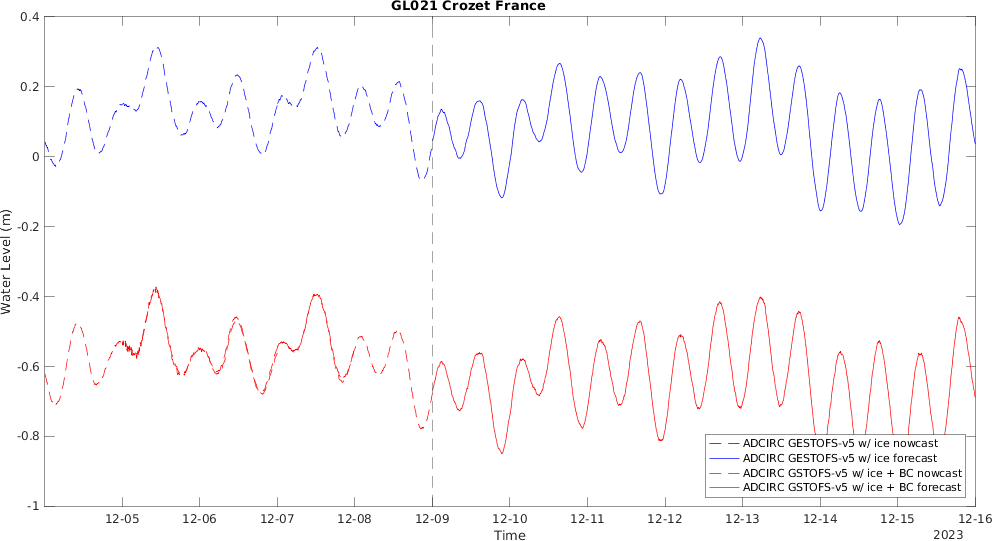 GL021 Crozet France
0.4
0.2
0
-0.2
-0.4
-0.6
-0.8
-1
Water Level (m)
ADCIRC GESTOFS-v5 w/ ice nowcast
ADCIRC GESTOFS-v5 w/ ice forecast
ADCIRC GSTOFS-v5 w/ ice + BC nowcast
ADCIRC GSTOFS-v5 w/ ice + BC forecast
12-05 12-06 12-07 12-08 12-09 12-10 12-11 12-12 12-13 12-14 12-15 12-16
Time
2023